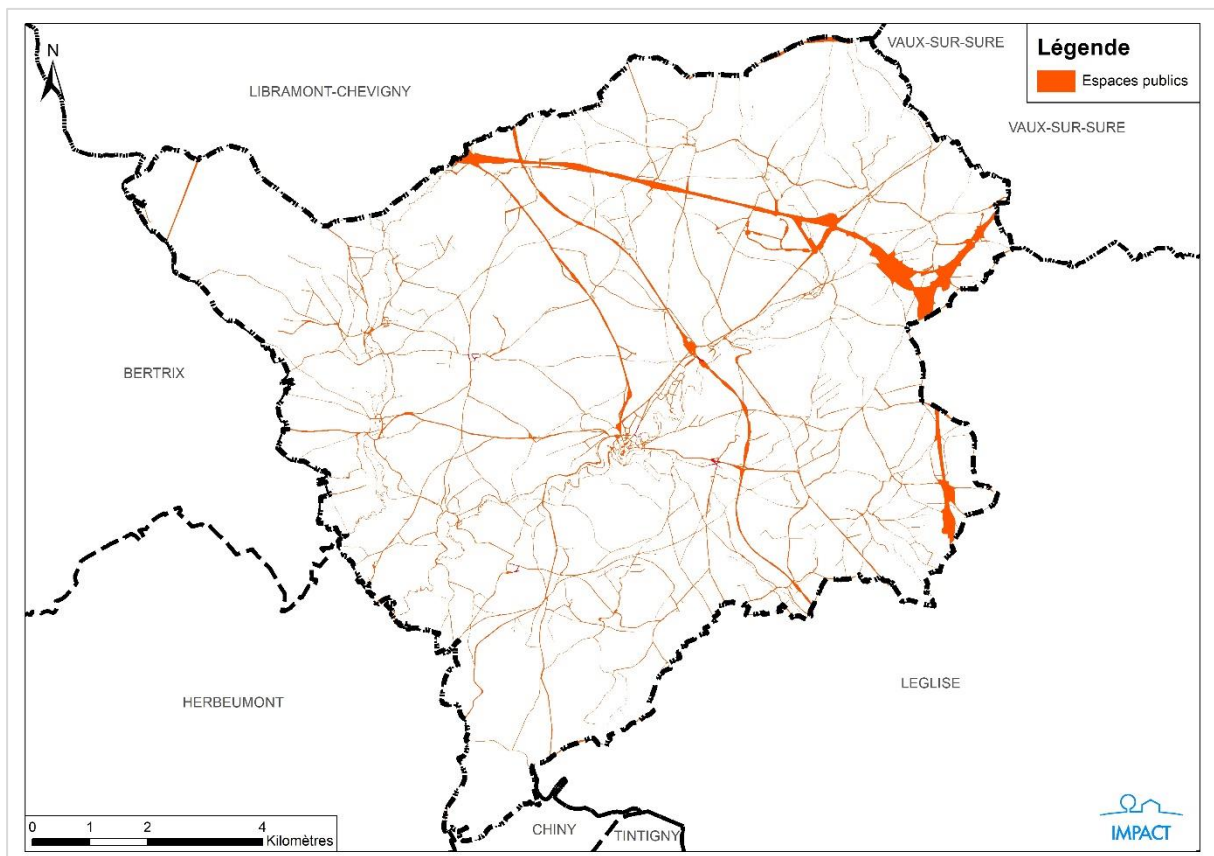 N
LIBRAMONT-CHEVIGNY
VAUX-SUR-SURE
Légende
Espaces publics
VAUX-SUR-SURE
BERTRIX
HERBEUMONT
LEGLISE
CHINY
TINTIGNY
0 1 2 4
Kilomètres
IMPACT